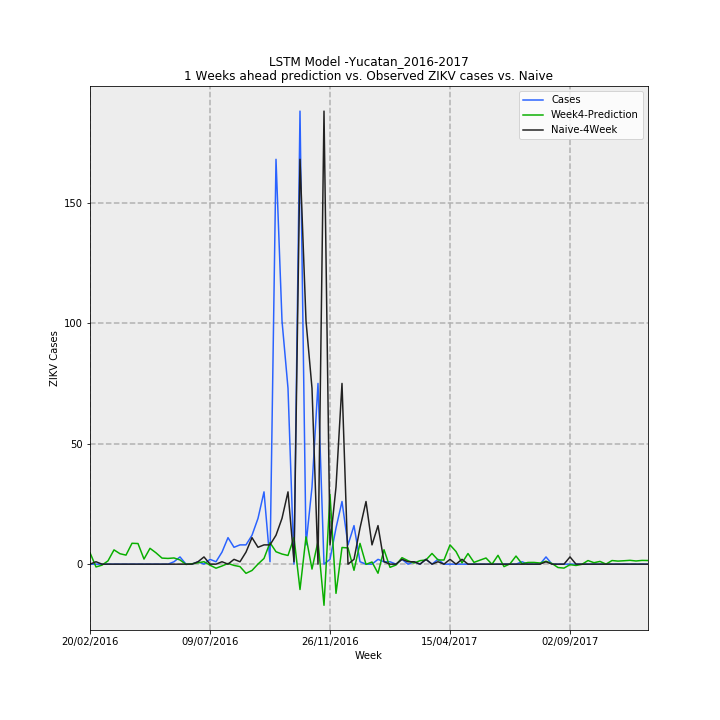 LSTM Model -Yucatan_2016-2017
1 Weeks ahead prediction vs. Observed ZIKV cases vs. Naive
Cases
Week4-Prediction
Naive-4Week
150
100
50
0
ZIKV Cases
20/02/2016
09/07/2016
26/11/2016
15/04/2017
02/09/2017
Week